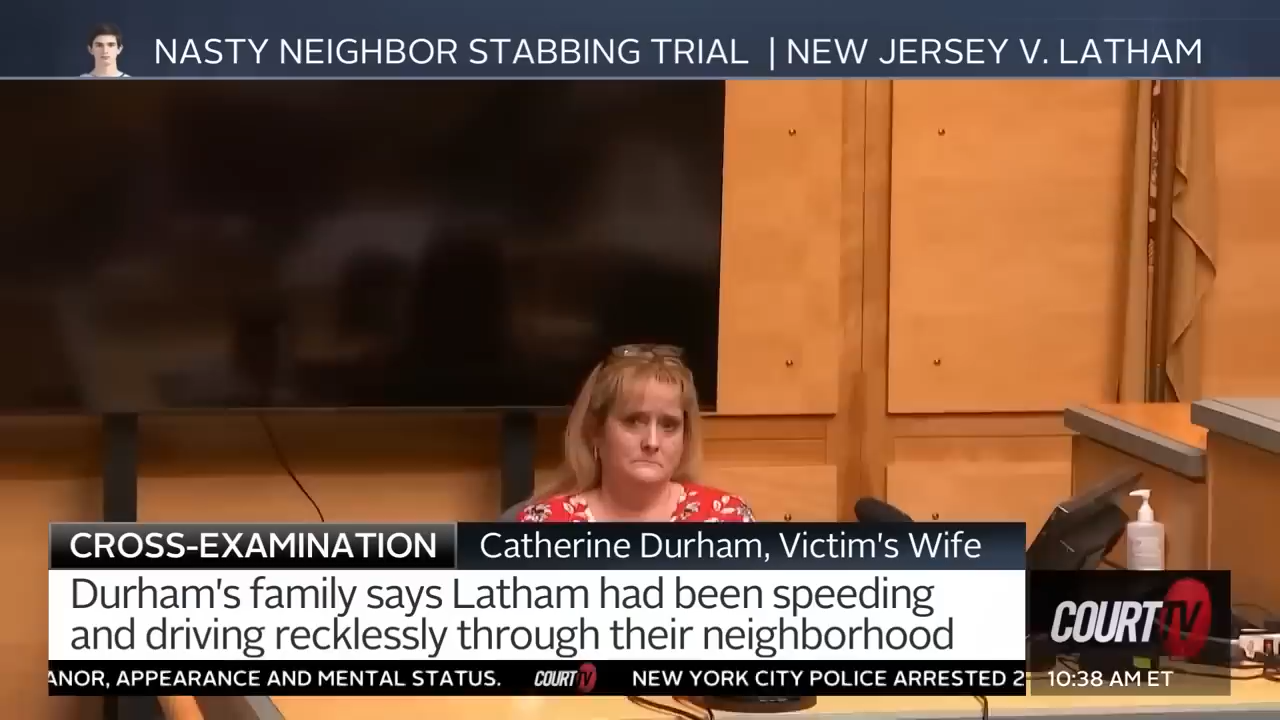 NASTY NEIGHBOR STABBING TRIAL | NEW JERSEY V. LATHAM
CROSS-EXAMINATION
Catherine Durham, Victim's Wife
Durham's family says Latham had been speeding
and driving recklessly through their neighborhood
COURT TV
ANOR, APPEARANCE AND MENTAL STATUS. COURT TV NEW YORK CITY POLICE ARRESTED 2
10:38 AM ET